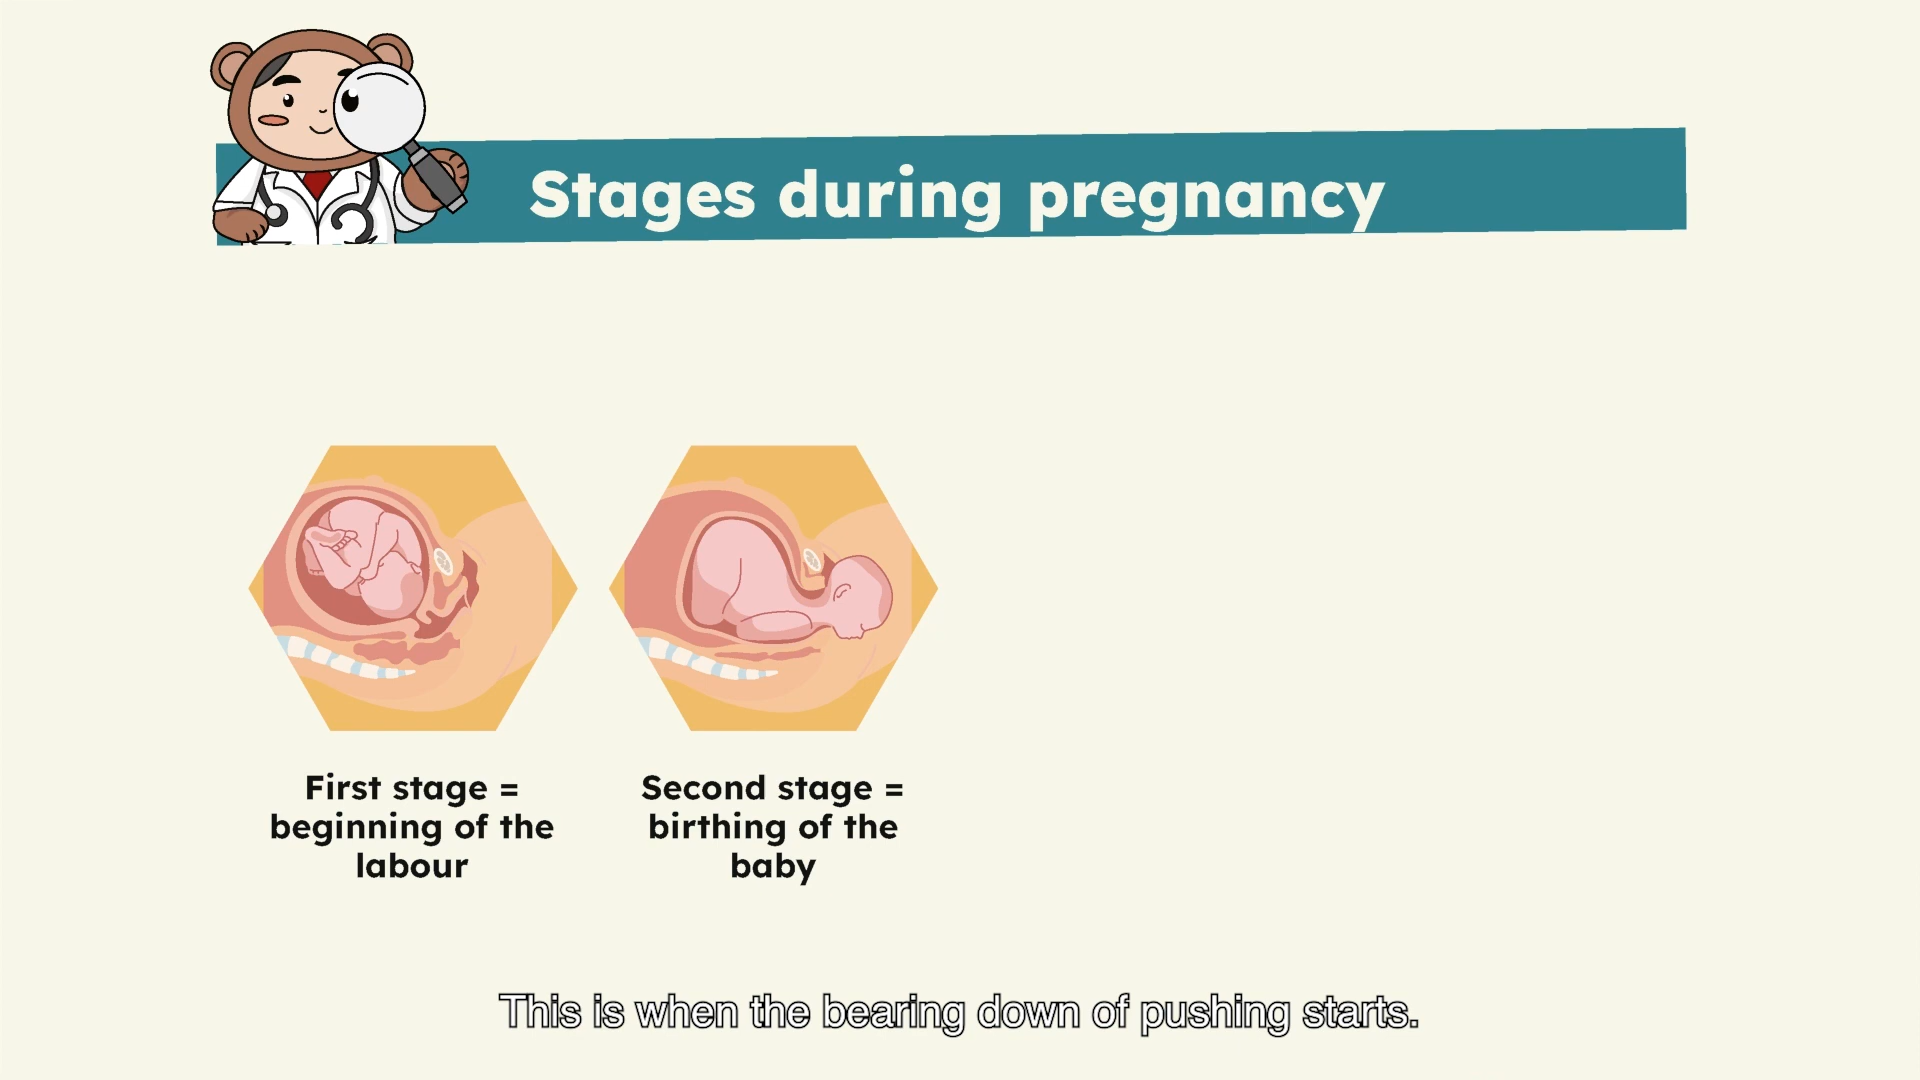 Stages during pregnancy
First stage =
beginning of the
labour
Second stage =
birthing of the
baby
This is when the bearing down of pushing starts.